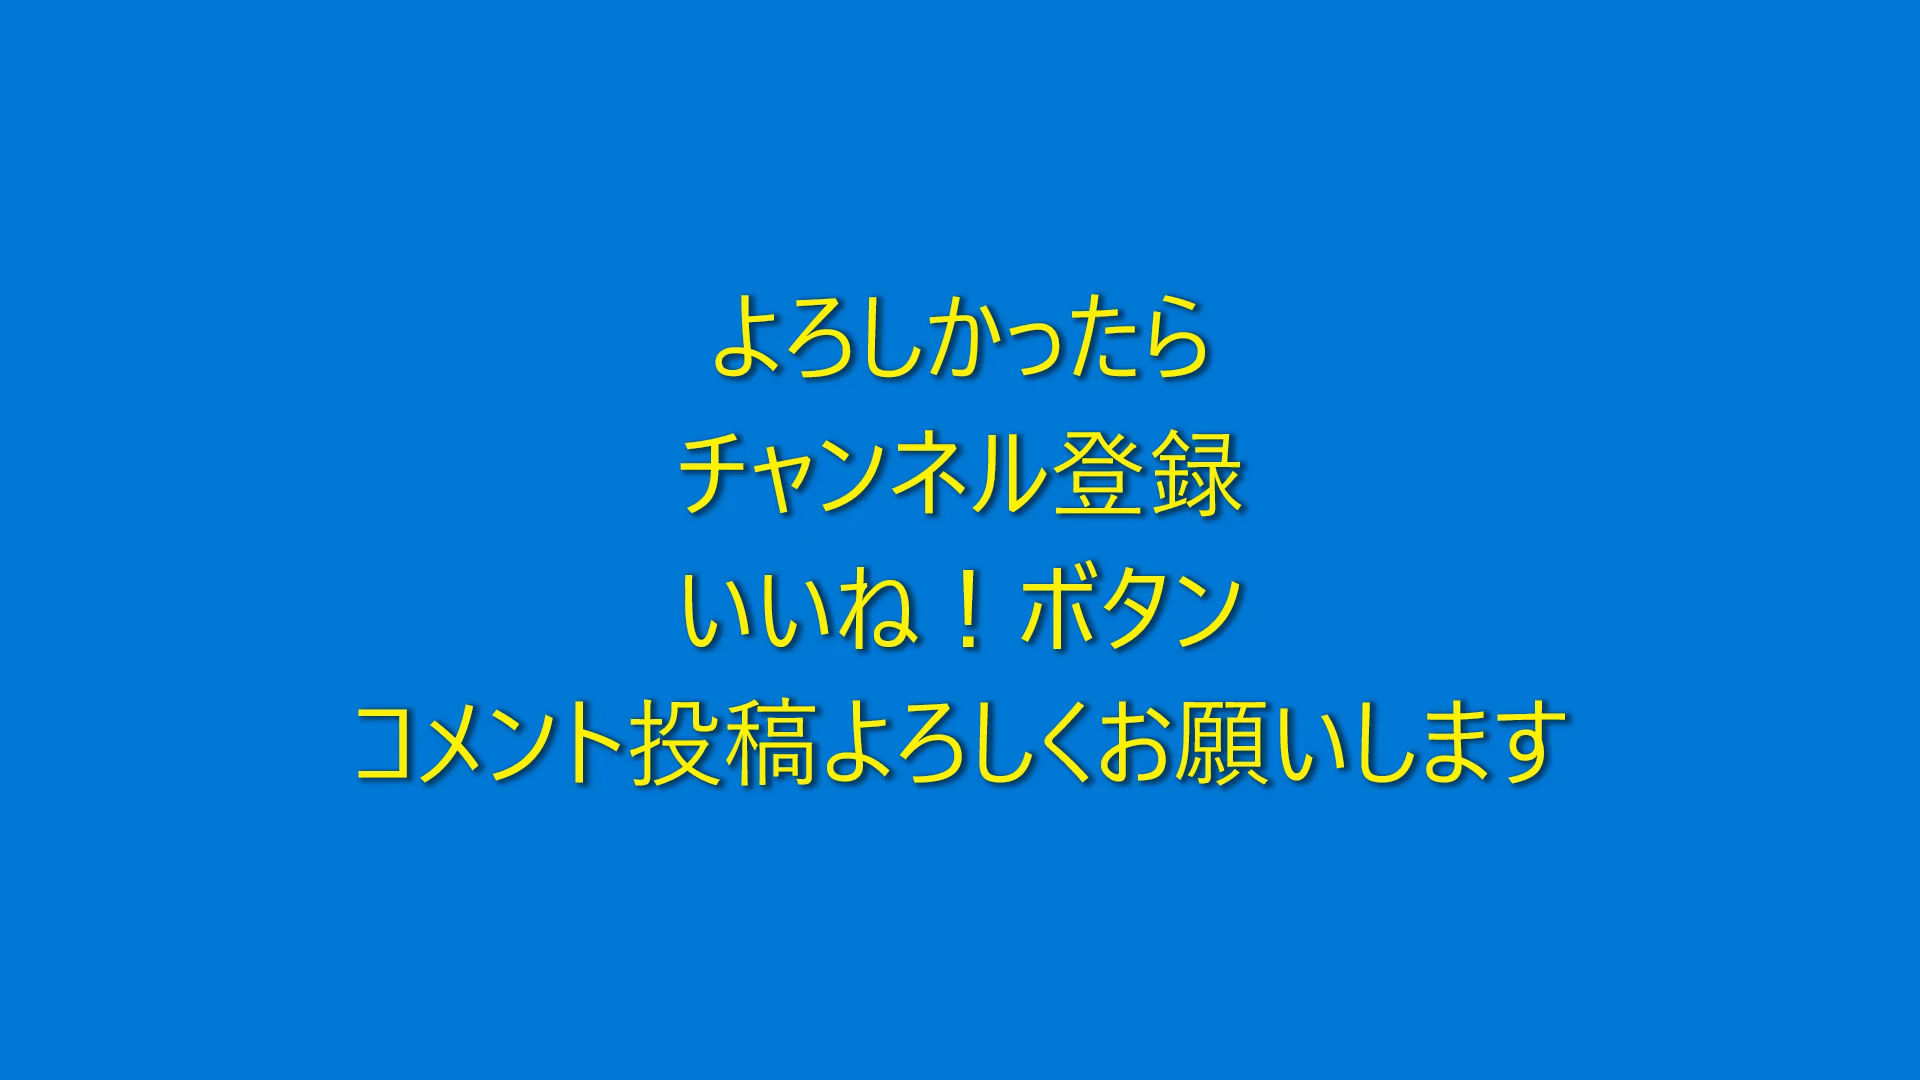 よろしかったら
チャンネル登録
いいね！ボタン
コメント投稿よろしくお願いします